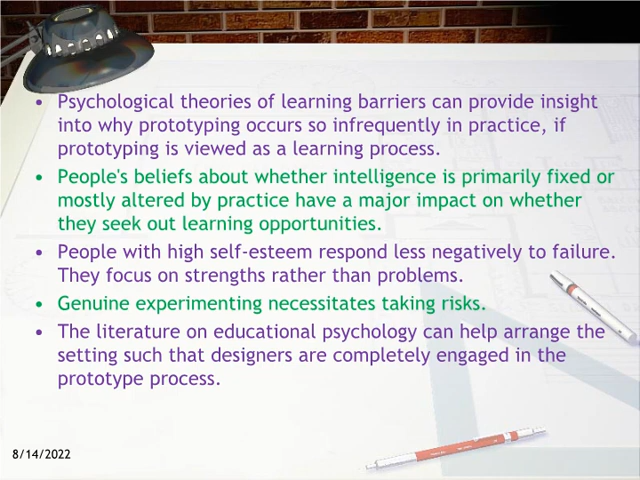 • Psychological theories of learning barriers can provide insight
into why prototyping occurs so infrequently in practice, if
prototyping is viewed as a learning process.
• People's beliefs about whether intelligence is primarily fixed or
mostly altered by practice have a major impact on whether
they seek out learning opportunities.
• People with high self-esteem respond less negatively to failure.
They focus on strengths rather than problems.
• Genuine experimenting necessitates taking risks.
• The literature on educational psychology can help arrange the
setting such that designers are completely engaged in the
prototype process.
8/14/2022